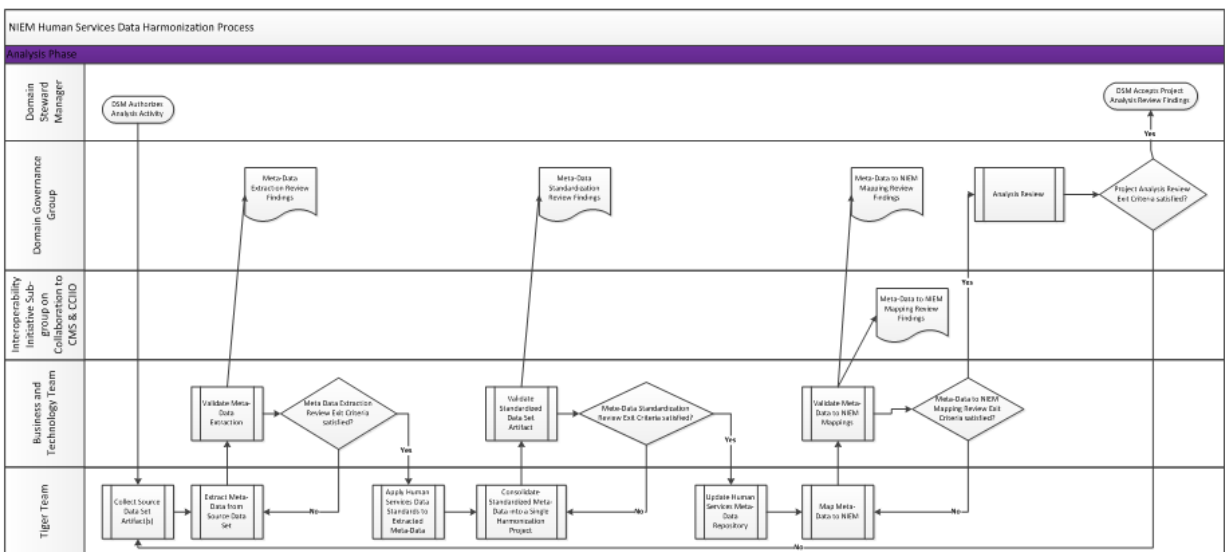 NIEM Human Services Data Harmonization Process
Analysis Phase
Domain
Steward
Manager
DSM Authorizes
Analysis Activity
DSM Accepts Project
Analysis Review Findings
Yes
Domain Governance
Group
Meta-Data
Extraction Review
Findings
Meta-Data
Standardization
Review Findings
Meta-Data to NIEM
Mapping Review
Findings
Analysis Review
Project Analysis Review
Exit Criteria satisfied?
Interoperability
Initiative Sub-
group on
Collaboration to
CMS & CCIIO
Meta-Data to NIEM
Mapping Review
Findings
Yes
Business and
Technology Team
Validate Meta-
Data
Extraction
Meta Data Extraction
Review Exit Criteria
satisfied?
Yes
Validate
Standardized
Data Set
Artifact
Meta-Data Standardization
Review Exit Criteria satisfied?
Yes
Validate Meta-
Data to NIEM
Mappings
Meta-Data to NIEM
Mapping Review Exit
Criteria satisfied?
Tiger Team
Collect Source
Data Set
Artifact(s)
Extract Meta-
Data from
Source Data
Set
No
Apply Human
Services Data
Standards to
Extracted
Meta-Data
Consolidate
Standardized Meta-
Data into a Single
Harmonization
Project
No
Update Human
Services Meta-
Data
Repository
Map Meta-
Data to NIEM
No
No